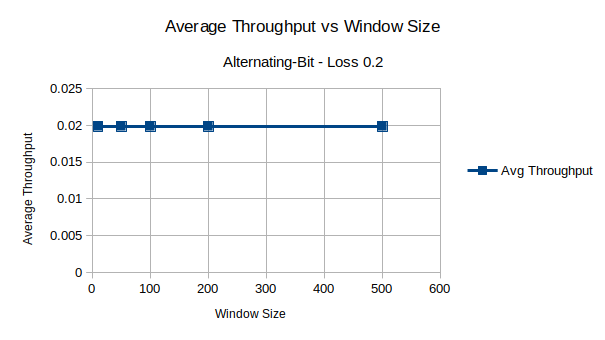 Average Throughput vs Window Size
Alternating-Bit - Loss 0.2
0.025
0.02
0.015
0.01
0.005
0
0 100 200 300 400 500 600
Average Throughput
Window Size
Avg Throughput